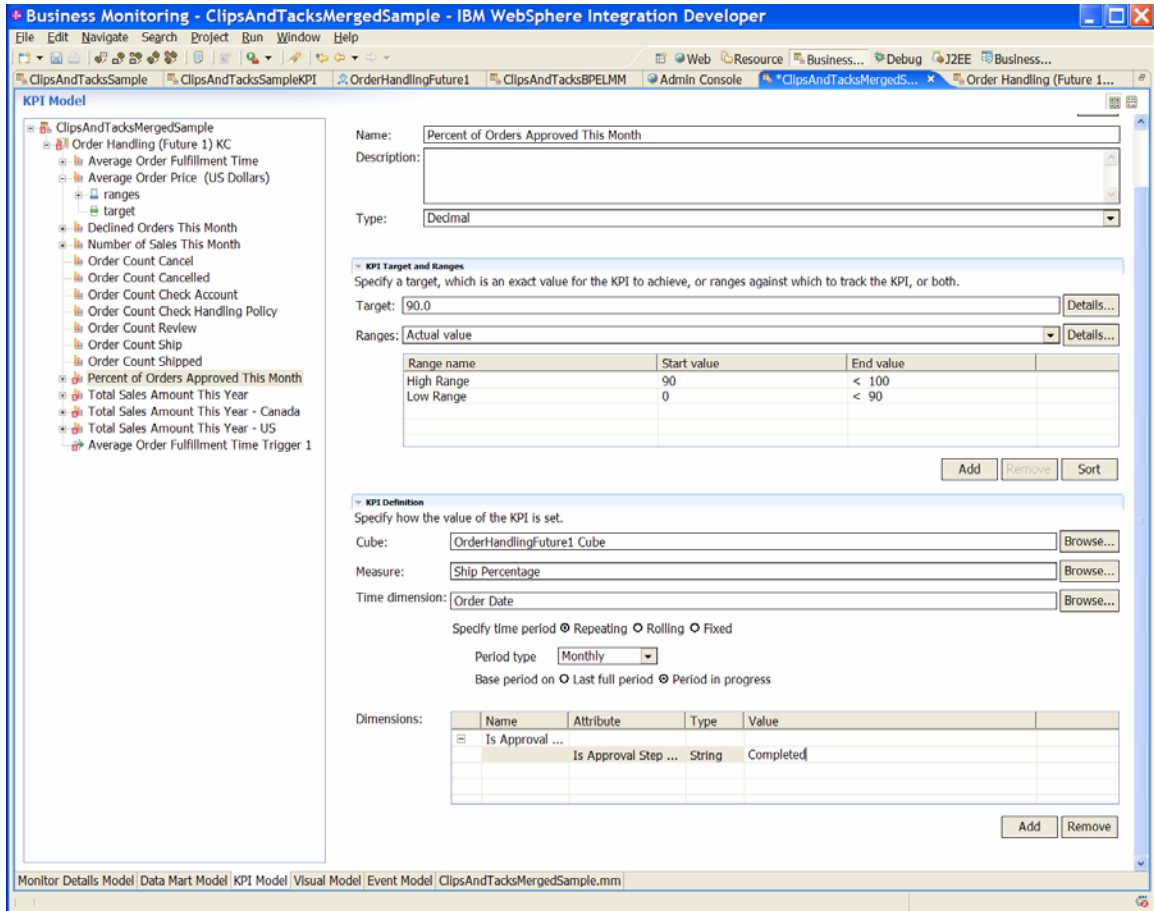 Business Monitoring - ClipsAndTacksMergedSample - IBM WebSphere Integration Developer
File Edit Navigate Search Project Run Window Help
Web Resource Business... Debug J2EE Business...
ClipsAndTacksSample ClipsAndTacksSampleKPI OrderHandlingFuture1 ClipsAndTacksBPELMM Admin Console *ClipsAndTacksMergedS... Order Handling (Future 1...
KPI Model
ClipsAndTacksMergedSample
Order Handling (Future 1) KC
Average Order Fulfillment Time
Average Order Price (US Dollars)
ranges
target
Declined Orders This Month
Number of Sales This Month
Order Count Cancel
Order Count Cancelled
Order Count Check Account
Order Count Check Handling Policy
Order Count Review
Order Count Ship
Order Count Shipped
Percent of Orders Approved This Month
Total Sales Amount This Year
Total Sales Amount This Year - Canada
Total Sales Amount This Year - US
Average Order Fulfillment Time Trigger 1
Name: Percent of Orders Approved This Month
Description:
Type: Decimal
KPI Target and Ranges
Specify a target, which is an exact value for the KPI to achieve, or ranges against which to track the KPI, or both.
Target: 90.0 Details...
Ranges: Actual value Details...
Range name Start value End value
High Range 90 < 100
Low Range 0 < 90
Add Remove Sort
KPI Definition
Specify how the value of the KPI is set.
Cube: OrderHandlingFuture1 Cube Browse...
Measure: Ship Percentage Browse...
Time dimension: Order Date Browse...
Specify time period Repeating Rolling Fixed
Period type Monthly
Base period on Last full period Period in progress
Dimensions: Name Attribute Type Value
Is Approval ...
Is Approval Step ... String Completed
Add Remove
Monitor Details Model Data Mart Model KPI Model Visual Model Event Model ClipsAndTacksMergedSample.mm